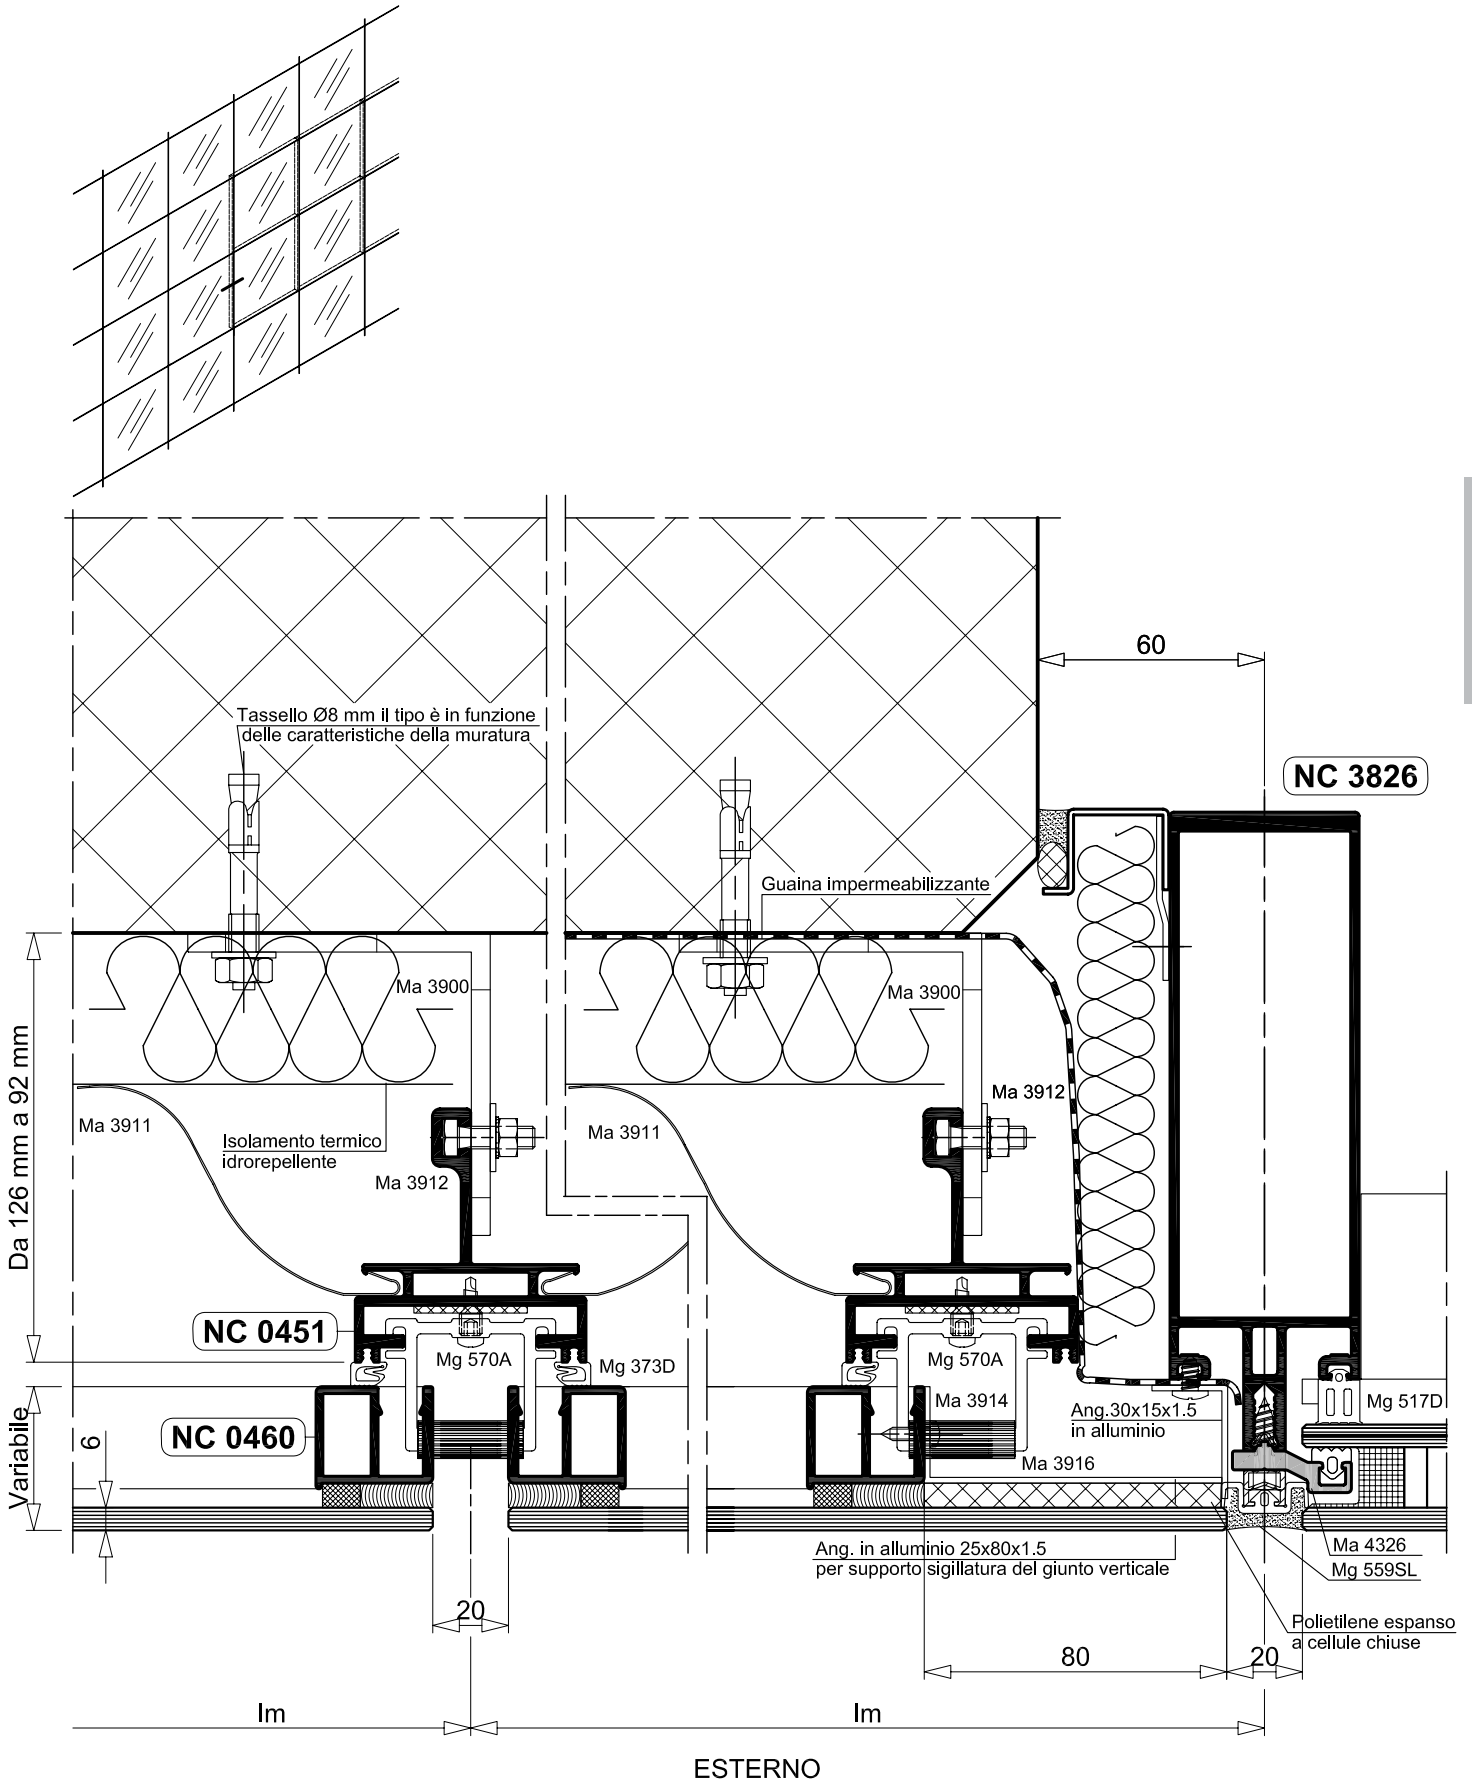 60
Tassello Ø8 mm il tipo è in funzione
delle caratteristiche della muratura
NC 3826
Guaina impermeabilizzante
Ma 3900
Ma 3900
Da 126 mm a 92 mm
Ma 3912
Ma 3911
Isolamento termico
idrorepellente
Ma 3911
Ma 3912
NC 0451
Mg 570A
Mg 373D
Mg 570A
Ma 3914
Ang.30x15x1.5
in alluminio
Mg 517D
Variabile
6
NC 0460
Ma 3916
Ang. in alluminio 25x80x1.5
per supporto sigillatura del giunto verticale
Ma 4326
Mg 559SL
20
Polietilene espanso
a cellule chiuse
80
20
lm
lm
ESTERNO